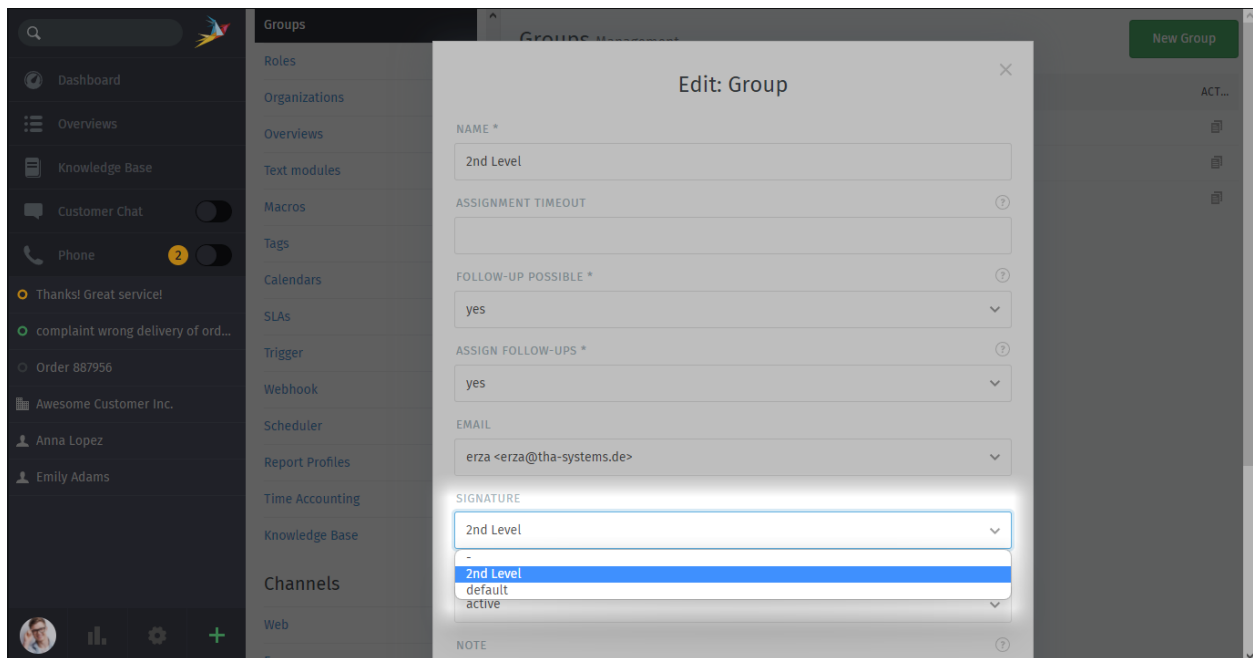 Dashboard
Overviews
Knowledge Base
Customer Chat
Phone 2
Thanks! Great service!
complaint wrong delivery of ord...
Order 887956
Awesome Customer Inc.
Anna Lopez
Emily Adams
Groups
Roles
Organizations
Overviews
Text modules
Macros
Tags
Calendars
SLAs
Trigger
Webhook
Scheduler
Report Profiles
Time Accounting
Knowledge Base
Channels
Web
Groups Management
New Group
ACT...
Edit: Group
NAME *
2nd Level
ASSIGNMENT TIMEOUT
FOLLOW-UP POSSIBLE *
yes
ASSIGN FOLLOW-UPS *
yes
EMAIL
erza <erza@tha-systems.de>
SIGNATURE
2nd Level
-
2nd Level
default
active
NOTE